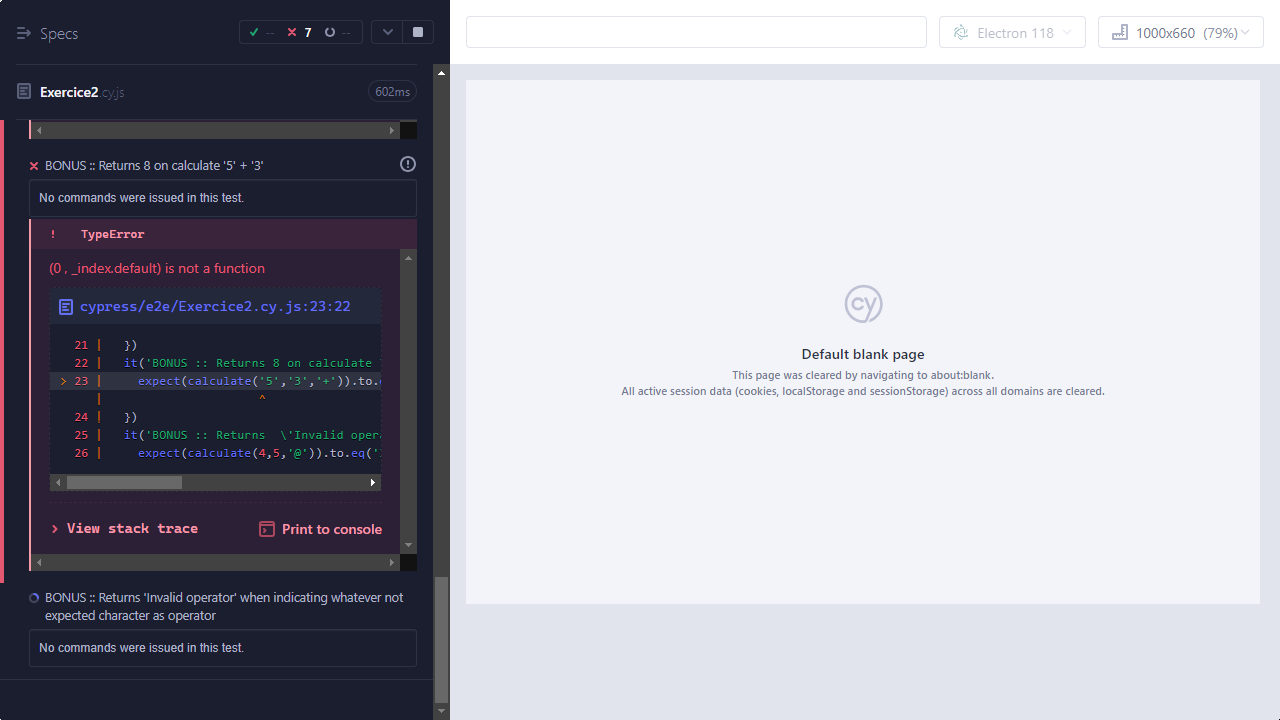 Specs
--
7
--
Electron 118
1000x660 (79%)
Exercice2.cy.js
602ms
BONUS :: Returns 8 on calculate '5' + '3'
No commands were issued in this test.
! TypeError
(0 , _index.default) is not a function
cypress/e2e/Exercice2.cy.js:23:22
21 | })
22 | it('BONUS :: Returns 8 on calculate
> 23 | expect(calculate('5','3','+')).to.
| ^
24 | })
25 | it('BONUS :: Returns \'Invalid oper
26 | expect(calculate(4,5,'@')).to.eq('
> View stack trace
Print to console
BONUS :: Returns 'Invalid operator' when indicating whatever not
expected character as operator
No commands were issued in this test.
cy
Default blank page
This page was cleared by navigating to about:blank.
All active session data (cookies, localStorage and sessionStorage) across all domains are cleared.